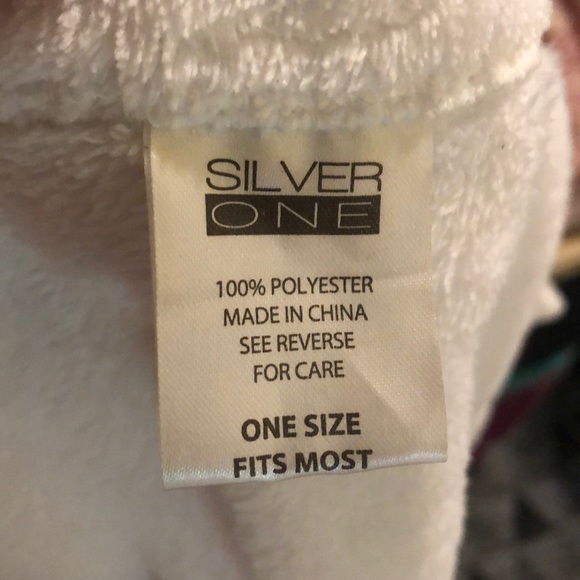 SILVER
ONE
100% POLYESTER
MADE IN CHINA
SEE REVERSE
FOR CARE
ONE SIZE
FITS MOST